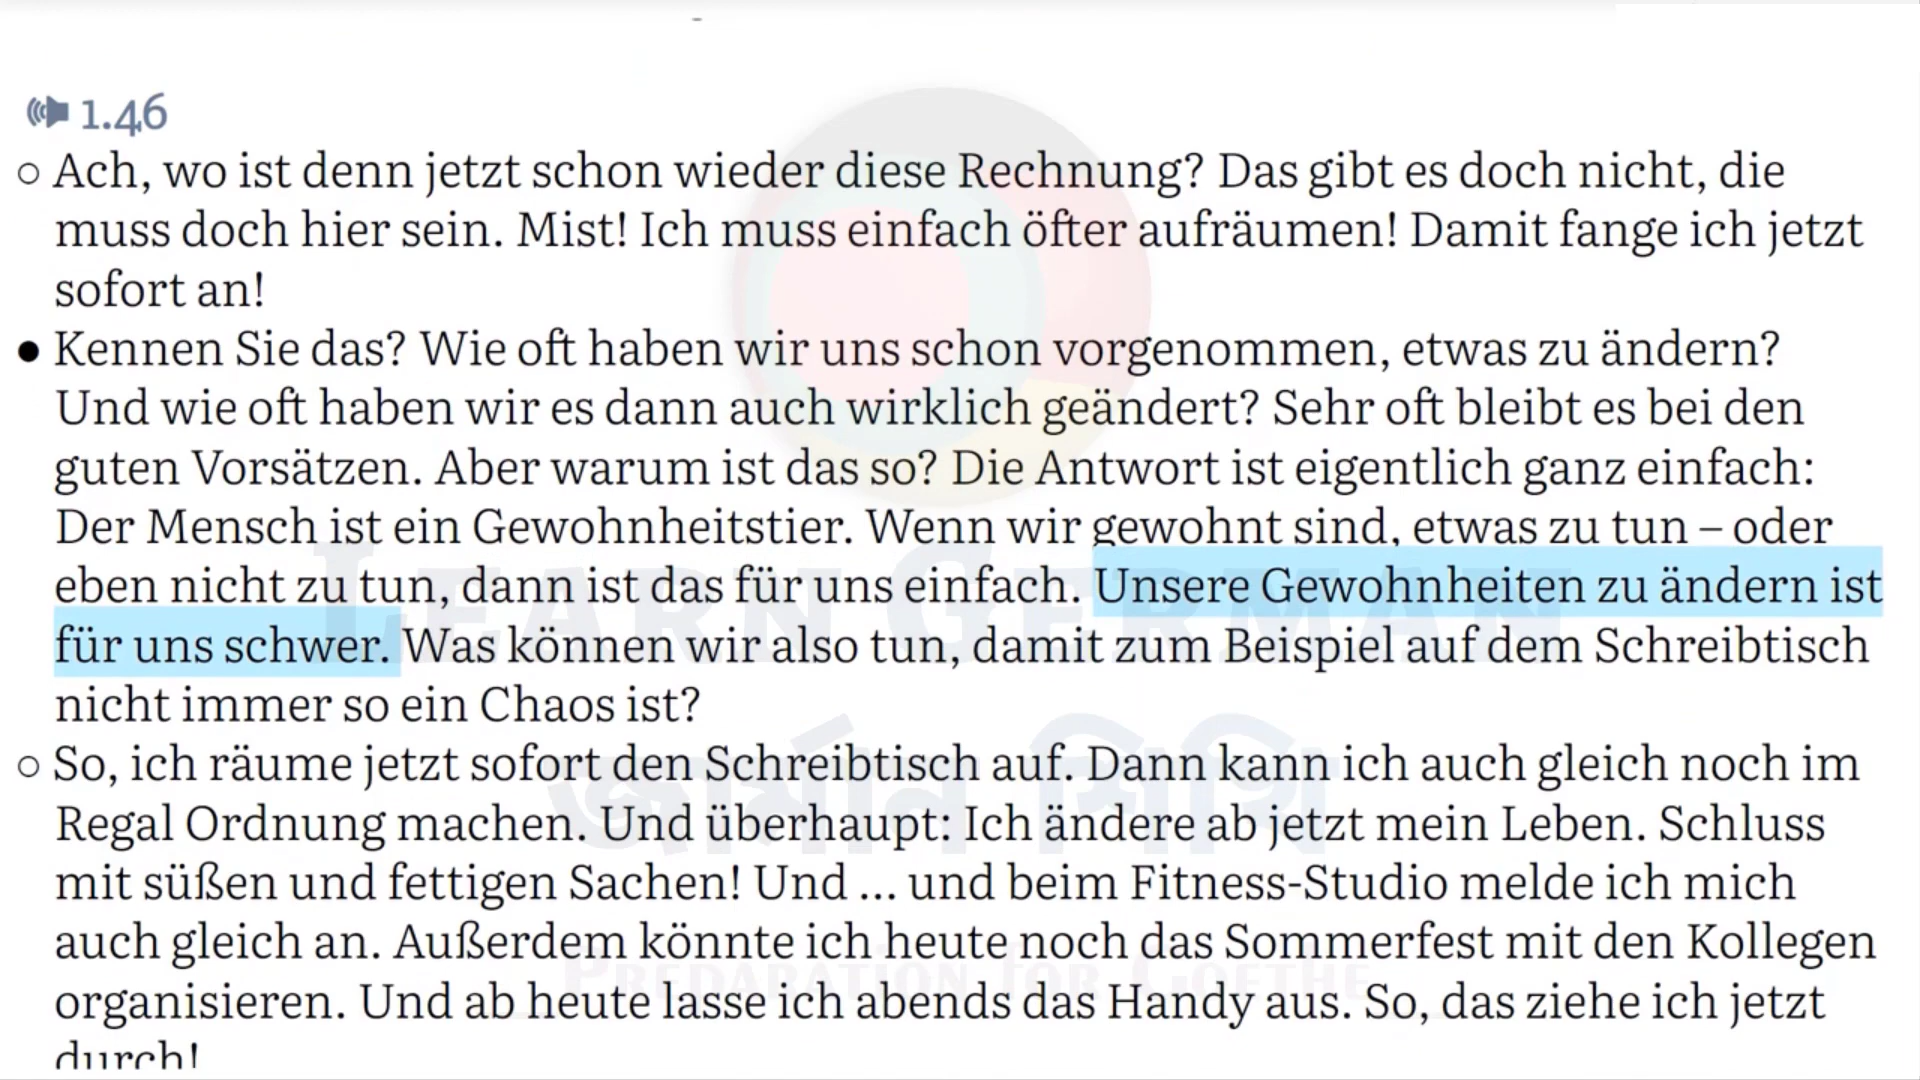 1.46
○ Ach, wo ist denn jetzt schon wieder diese Rechnung? Das gibt es doch nicht, die
muss doch hier sein. Mist! Ich muss einfach öfter aufräumen! Damit fange ich jetzt
sofort an!
● Kennen Sie das? Wie oft haben wir uns schon vorgenommen, etwas zu ändern?
Und wie oft haben wir es dann auch wirklich geändert? Sehr oft bleibt es bei den
guten Vorsätzen. Aber warum ist das so? Die Antwort ist eigentlich ganz einfach:
Der Mensch ist ein Gewohnheitstier. Wenn wir gewohnt sind, etwas zu tun – oder
eben nicht zu tun, dann ist das für uns einfach. Unsere Gewohnheiten zu ändern ist
für uns schwer. Was können wir also tun, damit zum Beispiel auf dem Schreibtisch
nicht immer so ein Chaos ist?
○ So, ich räume jetzt sofort den Schreibtisch auf. Dann kann ich auch gleich noch im
Regal Ordnung machen. Und überhaupt: Ich ändere ab jetzt mein Leben. Schluss
mit süßen und fettigen Sachen! Und ... und beim Fitness-Studio melde ich mich
auch gleich an. Außerdem könnte ich heute noch das Sommerfest mit den Kollegen
organisieren. Und ab heute lasse ich abends das Handy aus. So, das ziehe ich jetzt
durch!
LEARN GERMAN
জার্মান শিখি
PREPARATION FOR GOETHE